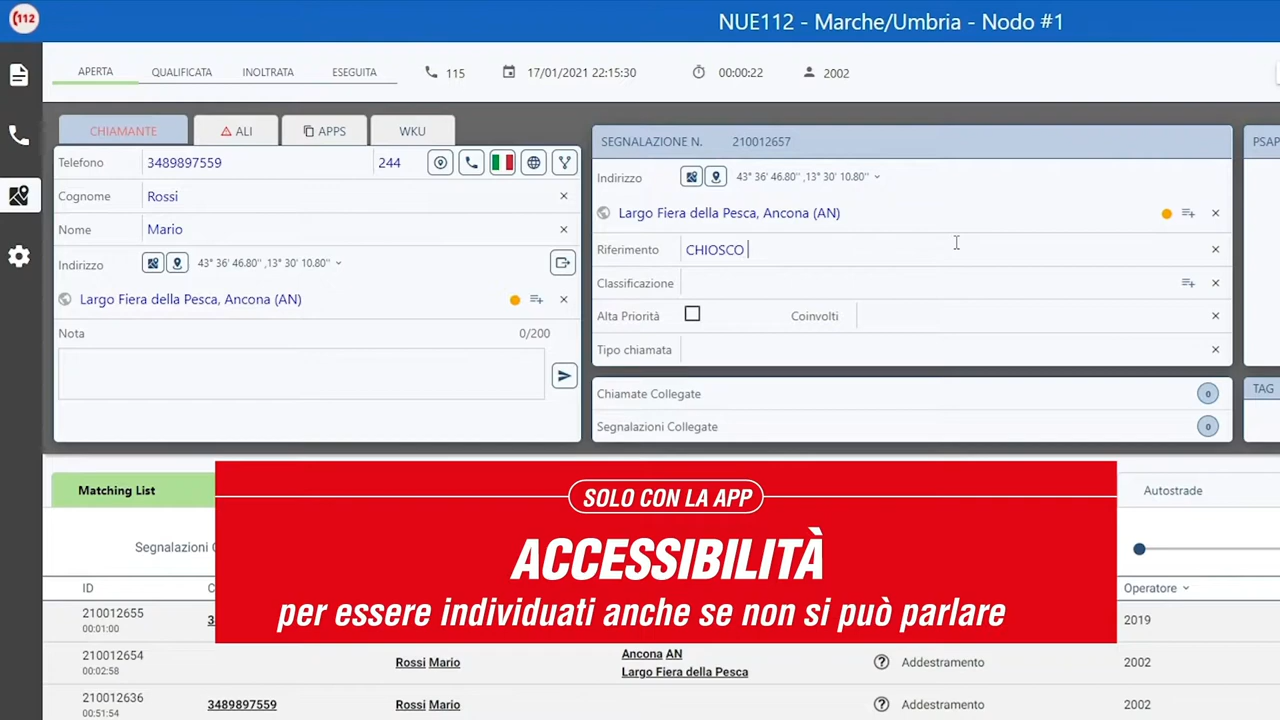 112
NUE112 - Marche/Umbria - Nodo #1
APERTA QUALIFICATA INOLTRATA ESEGUITA 115 17/01/2021 22:15:30 00:00:22 2002
CHIAMANTE ALI APPS WKU
Telefono 3489897559 244
Cognome Rossi ×
Nome Mario ×
Indirizzo 43° 36' 46.80'' ,13° 30' 10.80''
Largo Fiera della Pesca, Ancona (AN) ×
Nota 0/200
SEGNALAZIONE N. 210012657
Indirizzo 43° 36' 46.80'' ,13° 30' 10.80''
Largo Fiera della Pesca, Ancona (AN) ×
Riferimento CHIOSCO ×
Classificazione ×
Alta Priorità Coinvolti ×
Tipo chiamata ×
Chiamate Collegate 0
Segnalazioni Collegate 0
PSAP
TAG
Matching List
Autostrade
SOLO CON LA APP
ACCESSIBILITÀ
per essere individuati anche se non si può parlare
Segnalazioni
ID
Operatore
210012655
00:01:00
2019
210012654
00:02:58
Rossi Mario
Ancona AN
Largo Fiera della Pesca
Addestramento
2002
210012636
00:51:54
3489897559
Rossi Mario
Addestramento
2002